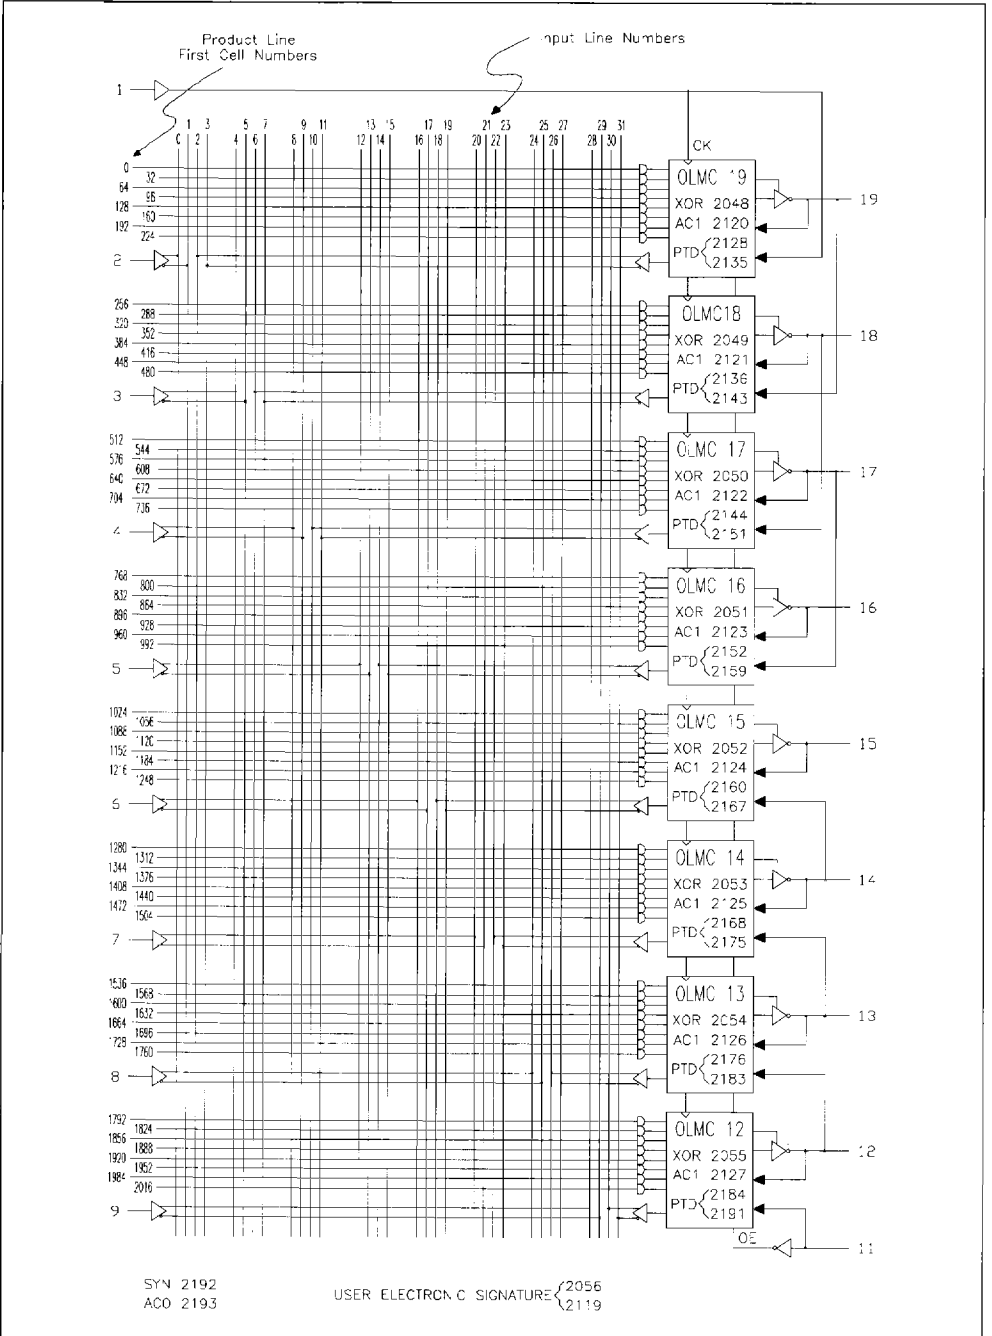 Product Line
First Cell Numbers
Input Line Numbers
1
1 3 5 7 9 11 13 15 17 19 21 23 25 27 29 31
0 2 4 6 8 10 12 14 16 18 20 22 24 26 28 30
CK
0
32
64
96
128
160
192
224
OLMC 19
XOR 2048
AC1 2120
PTD 2128
2135
19
2
256
288
320
352
384
416
448
480
OLMC18
XOR 2049
AC1 2121
PTD 2136
2143
18
3
512
544
576
608
640
672
704
736
OLMC 17
XOR 2050
AC1 2122
PTD 2144
2151
17
4
768
800
832
864
896
928
960
992
OLMC 16
XOR 2051
AC1 2123
PTD 2152
2159
16
5
1024
1056
1088
1120
1152
1184
1216
1248
OLMC 15
XOR 2052
AC1 2124
PTD 2160
2167
15
6
1280
1312
1344
1376
1408
1440
1472
1504
OLMC 14
XOR 2053
AC1 2125
PTD 2168
2175
14
7
1536
1568
1600
1632
1664
1696
1728
1760
OLMC 13
XOR 2054
AC1 2126
PTD 2176
2183
13
8
1792
1824
1856
1888
1920
1952
1984
2016
OLMC 12
XOR 2055
AC1 2127
PTD 2184
2191
12
9
OE
11
SYN 2192
AC0 2193
USER ELECTRONIC SIGNATURE 2056
2119